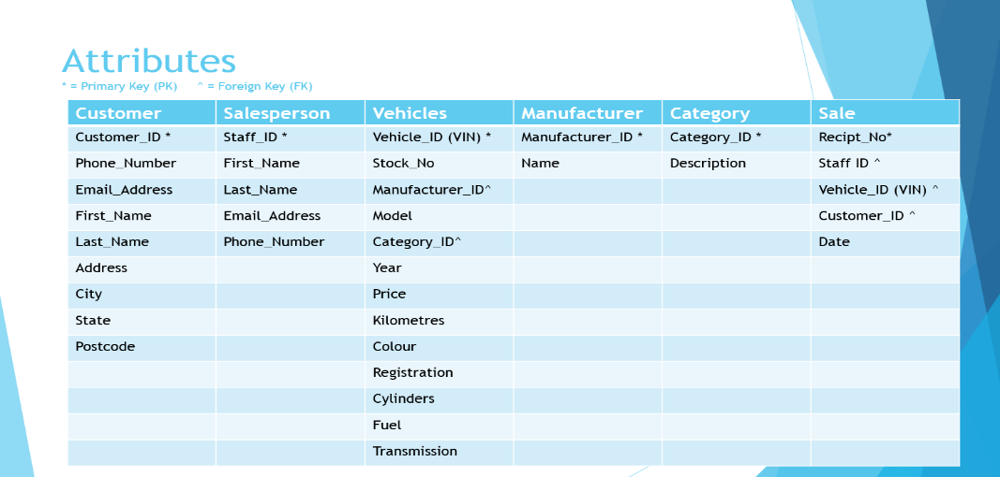 Attributes
* = Primary Key (PK) ^ = Foreign Key (FK)
Customer Salesperson Vehicles Manufacturer Category Sale
Customer_ID * Staff_ID * Vehicle_ID (VIN) * Manufacturer_ID * Category_ID * Recipt_No*
Phone_Number First_Name Stock_No Name Description Staff ID ^
Email_Address Last_Name Manufacturer_ID^ Vehicle_ID (VIN) ^
First_Name Email_Address Model Customer_ID ^
Last_Name Phone_Number Category_ID^ Date
Address Year
City Price
State Kilometres
Postcode Colour
Registration
Cylinders
Fuel
Transmission